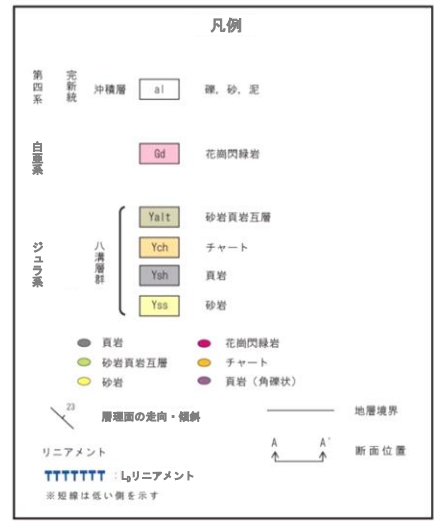 凡例
第四系 完新統 沖積層 al 礫, 砂, 泥
白亜系 Gd 花崗閃緑岩
ジュラ系 八溝層群 Yalt 砂岩頁岩互層
Ych チャート
Ysh 頁岩
Yss 砂岩
頁岩 花崗閃緑岩
砂岩頁岩互層 チャート
砂岩 頁岩（角礫状）
23 層理面の走向・傾斜 地層境界
A A' 断面位置
リニアメント
：LDリニアメント
※短線は低い側を示す